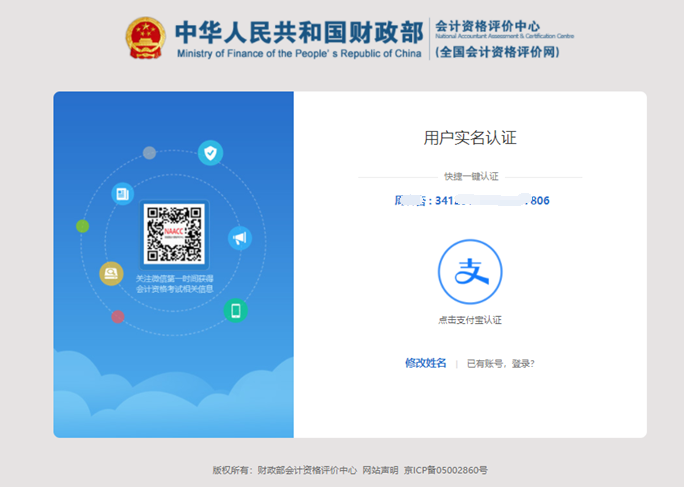 中华人民共和国财政部
Ministry of Finance of the People' s Republic of China
会计资格评价中心
National Accountant Assessment & Certification Centre
(全国会计资格评价网)
用户实名认证
快捷一键认证
806
NAACC
关注微信第一时间获得
会计资格考试相关信息
支
点击支付宝认证
修改姓名 | 已有账号，登录?
版权所有：财政部会计资格评价中心 网站声明 京ICP备05002860号